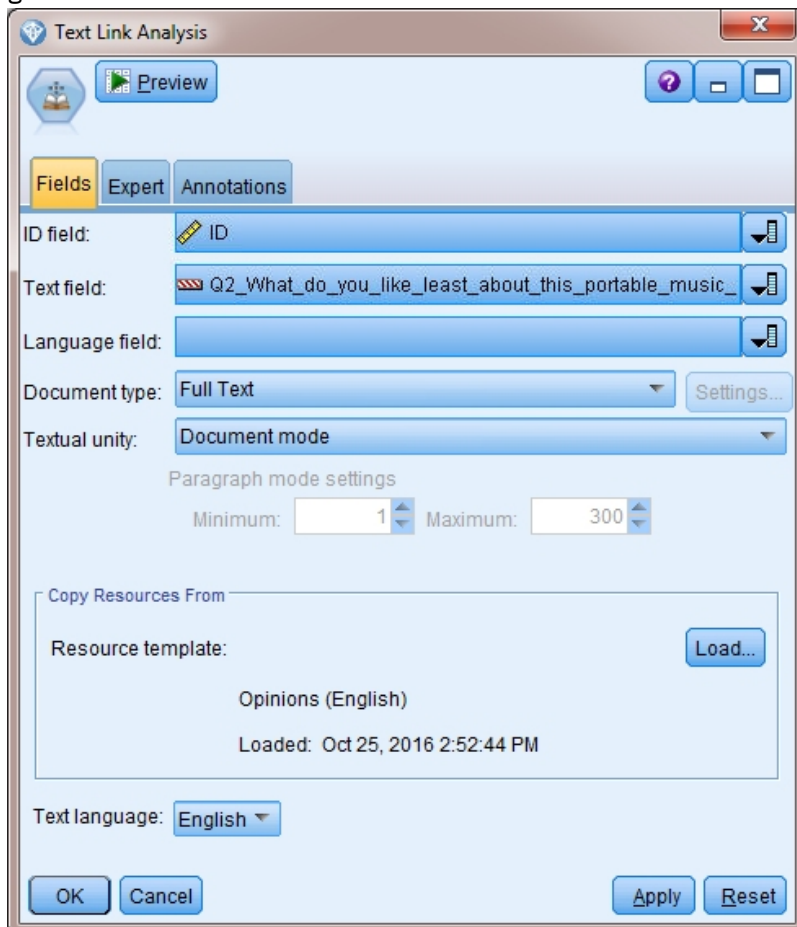 Text Link Analysis
Preview
Fields Expert Annotations
ID field: ID
Text field: Q2_What_do_you_like_least_about_this_portable_music_
Language field:
Document type: Full Text Settings...
Textual unity: Document mode
Paragraph mode settings
Minimum: 1 Maximum: 300
Copy Resources From
Resource template: Load...
Opinions (English)
Loaded: Oct 25, 2016 2:52:44 PM
Text language: English
OK Cancel Apply Reset